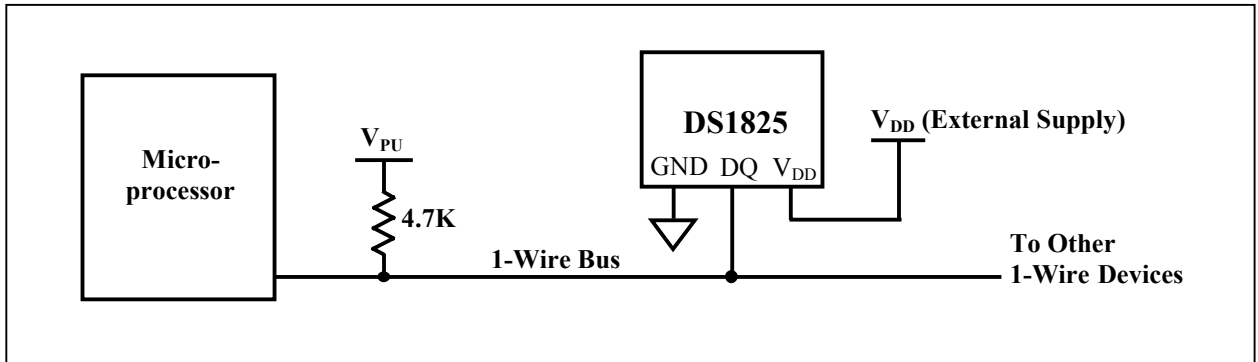 Micro-
processor
V_PU
4.7K
1-Wire Bus
DS1825
GND DQ V_DD
V_DD (External Supply)
To Other
1-Wire Devices